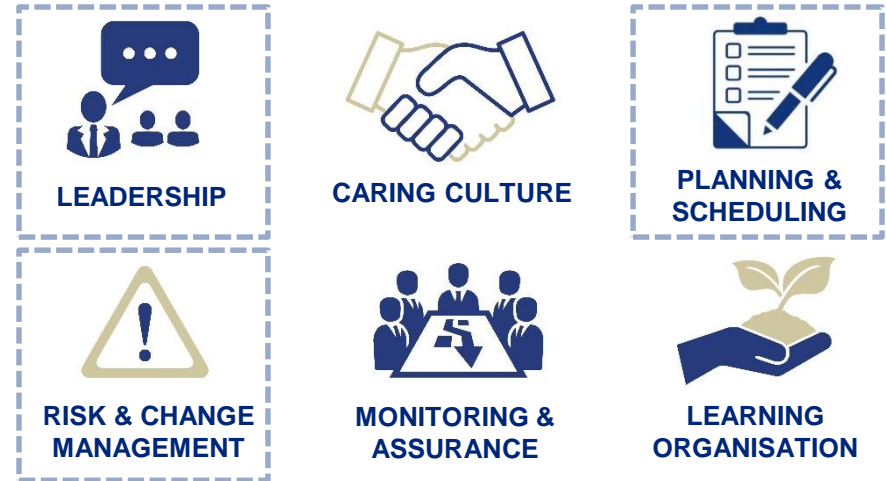 LEADERSHIP
CARING CULTURE
PLANNING &
SCHEDULING
RISK & CHANGE
MANAGEMENT
MONITORING &
ASSURANCE
LEARNING
ORGANISATION